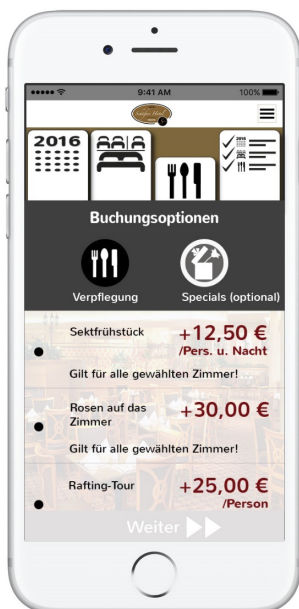 9:41 AM
100%
2016
2016
Buchungsoptionen
Verpflegung
Specials (optional)
Sektfrühstück
+12,50 €
/Pers. u. Nacht
Gilt für alle gewählten Zimmer!
Rosen auf das
Zimmer
+30,00 €
Gilt für alle gewählten Zimmer!
Rafting-Tour
+25,00 €
/Person
Weiter